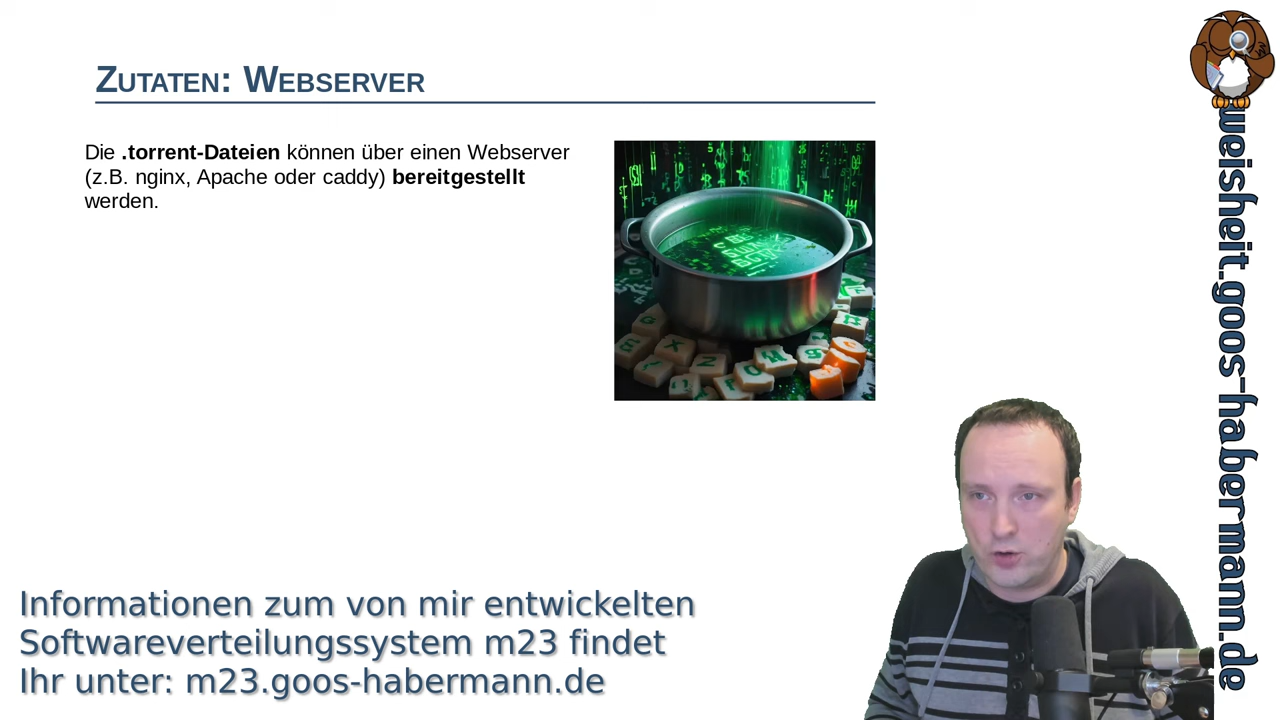 Zutaten: Webserver
Die .torrent-Dateien können über einen Webserver
(z.B. nginx, Apache oder caddy) bereitgestellt
werden.
Informationen zum von mir entwickelten
Softwareverteilungssystem m23 findet
Ihr unter: m23.goos-habermann.de
weisheit.goos-habermann.de